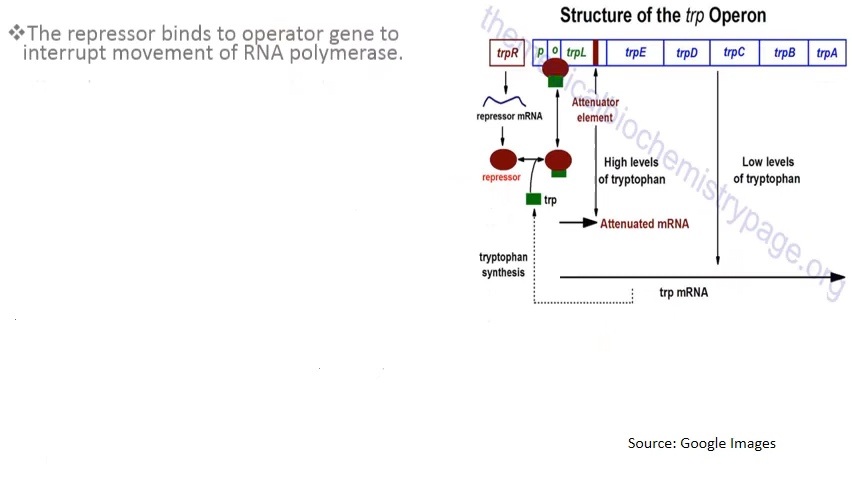 ❖The repressor binds to operator gene to
interrupt movement of RNA polymerase.
Structure of the trp Operon
trpR
p
o
trpL
trpE
trpD
trpC
trpB
trpA
repressor mRNA
Attenuator
element
repressor
High levels
of tryptophan
Low levels
of tryptophan
trp
Attenuated mRNA
tryptophan
synthesis
trp mRNA
themedicalbiochemistrypage.org
Source: Google Images